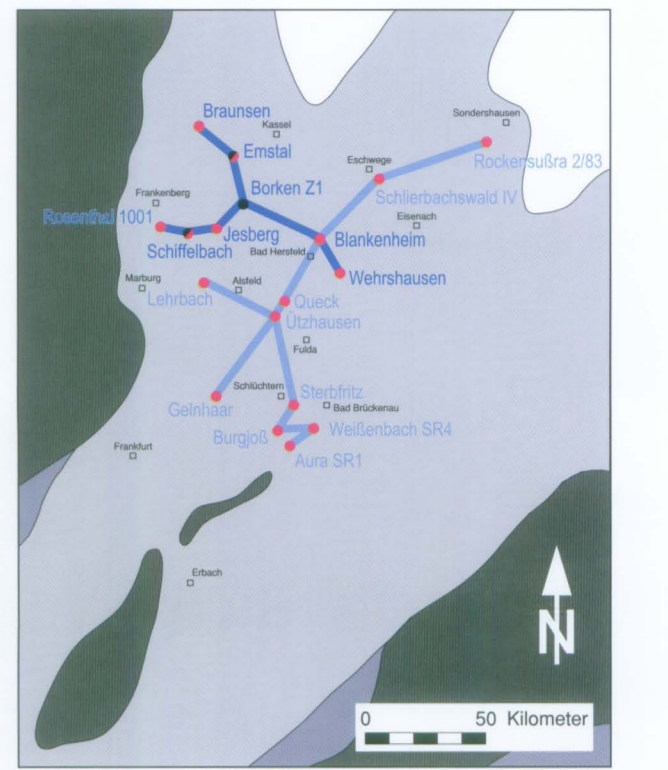 Braunsen
Kassel
Sondershausen
Emstal
Eschwege
Rockensußra 2/83
Borken Z1
Schlierbachswald IV
Frankenberg
Rosenthal 1001
Eisenach
Jesberg
Blankenheim
Schiffelbach
Bad Hersfeld
Wehrshausen
Marburg
Alsfeld
Lehrbach
Queck
Ützhausen
Fulda
Schlüchtern
Sterbfritz
Gelnhaar
Bad Brückenau
Burgjoß
Weißenbach SR4
Frankfurt
Aura SR1
Erbach
N
0 50 Kilometer